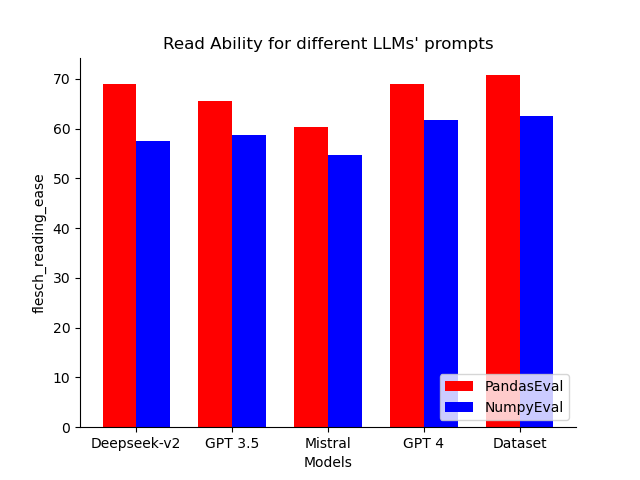 Read Ability for different LLMs' prompts
flesch_reading_ease
70
60
50
40
30
20
10
0
PandasEval
NumpyEval
Deepseek-v2 GPT 3.5 Mistral GPT 4 Dataset
Models